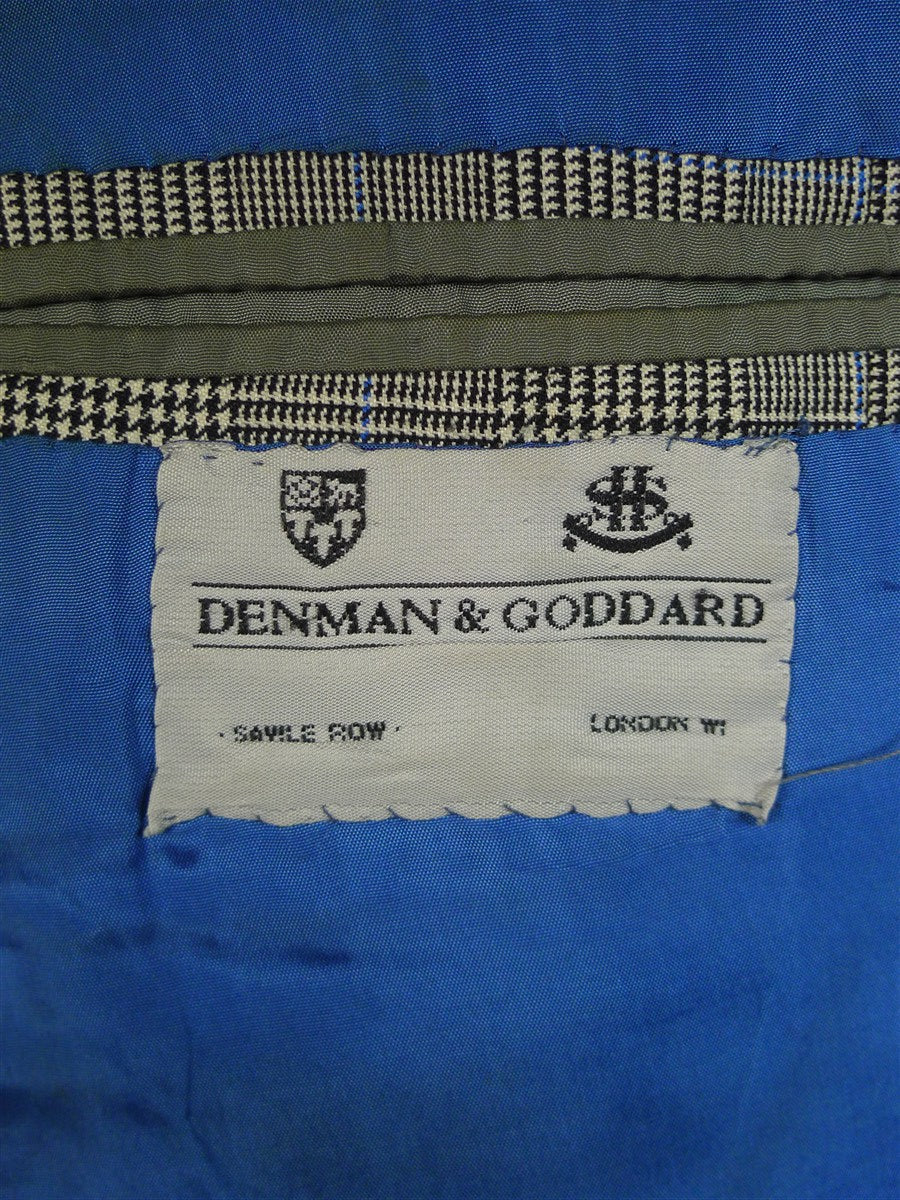 DENMAN & GODDARD
· SAVILE ROW · LONDON W1